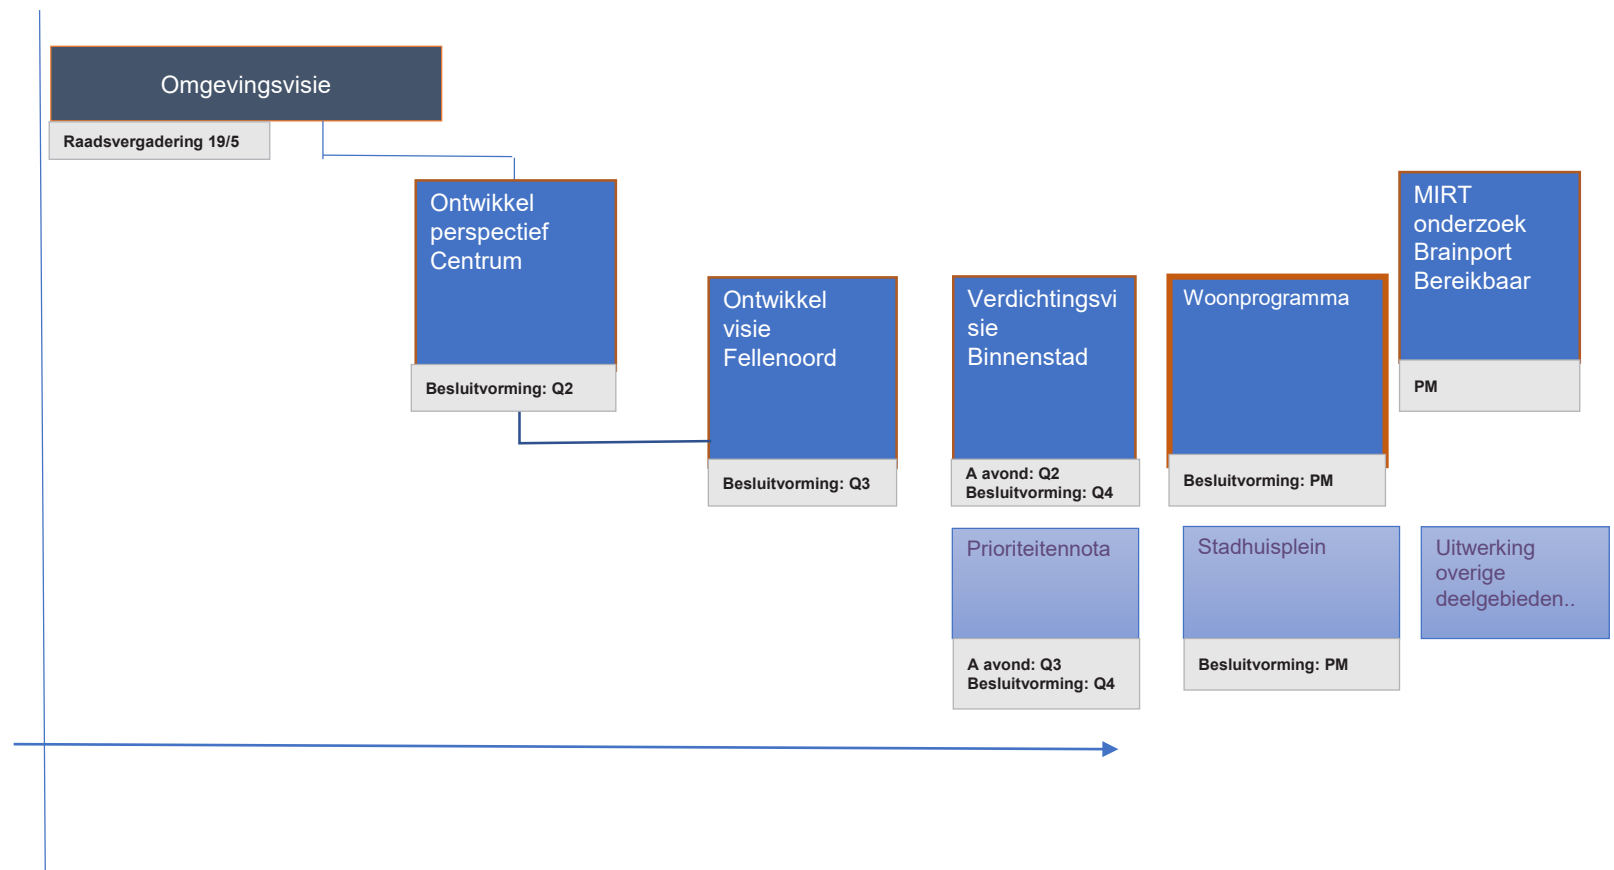 Omgevingsvisie
Raadsvergadering 19/5
Ontwikkel
perspectief
Centrum
Besluitvorming: Q2
Ontwikkel
visie
Fellenoord
Besluitvorming: Q3
Verdichtingsvi
sie
Binnenstad
A avond: Q2
Besluitvorming: Q4
Woonprogramma
Besluitvorming: PM
MIRT
onderzoek
Brainport
Bereikbaar
PM
Prioriteitennota
A avond: Q3
Besluitvorming: Q4
Stadhuisplein
Besluitvorming: PM
Uitwerking
overige
deelgebieden..